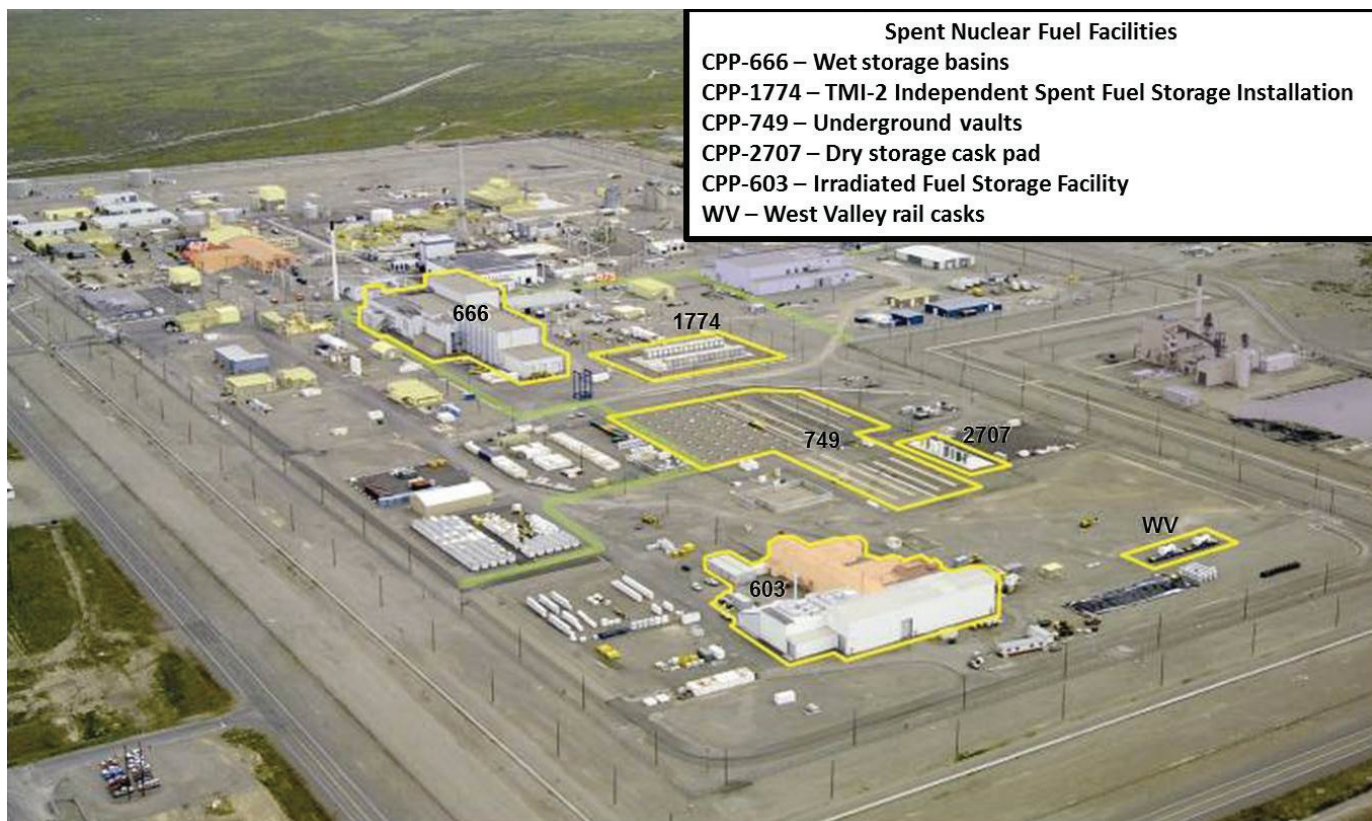 Spent Nuclear Fuel Facilities
CPP-666 – Wet storage basins
CPP-1774 – TMI-2 Independent Spent Fuel Storage Installation
CPP-749 – Underground vaults
CPP-2707 – Dry storage cask pad
CPP-603 – Irradiated Fuel Storage Facility
WV – West Valley rail casks
666
1774
749
2707
WV
603